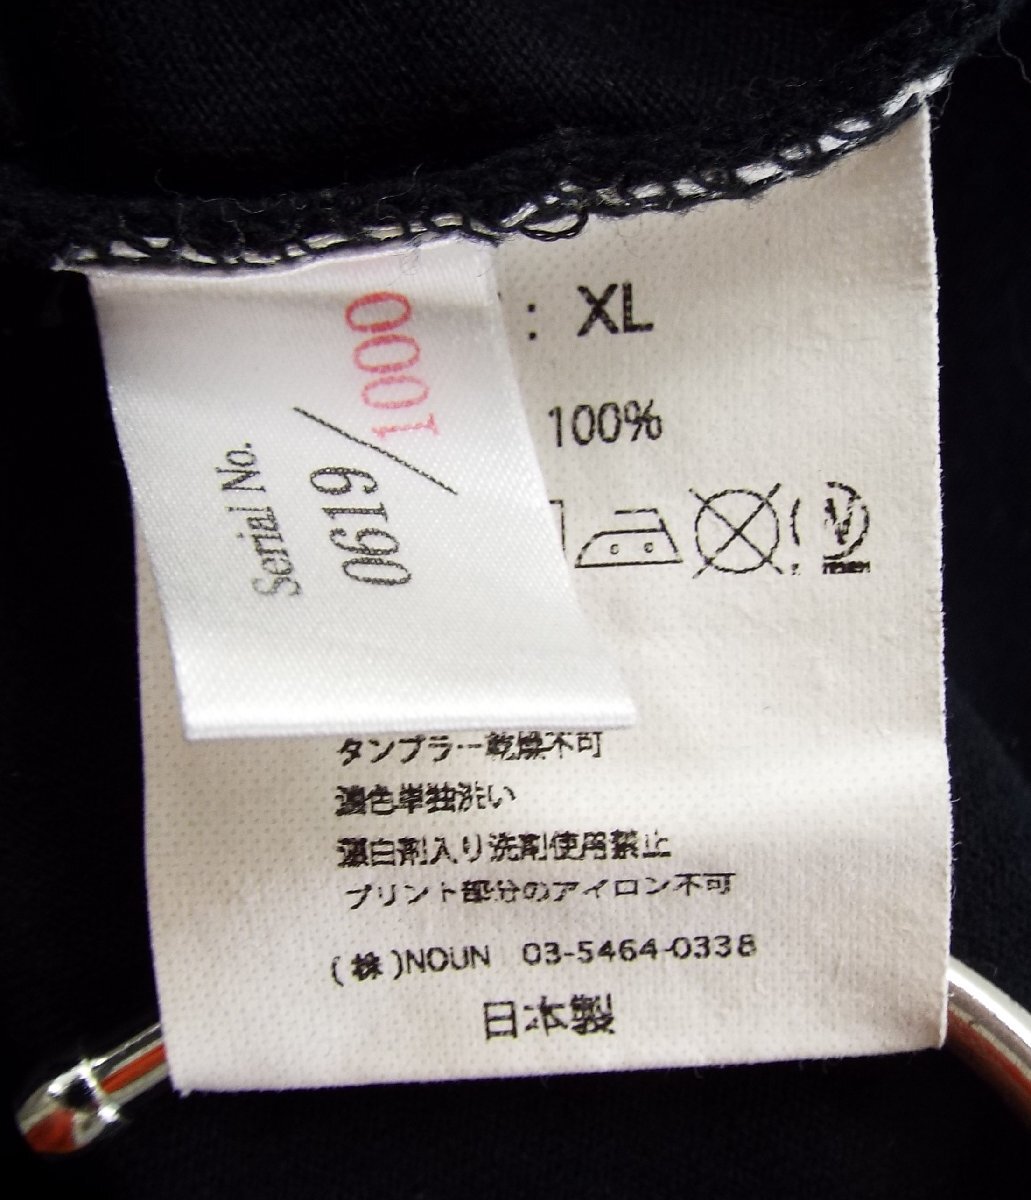 Serial No.
0619/1000
: XL
100%
タンブラー乾燥不可
濃色単独洗い
漂白剤入り洗剤使用禁止
プリント部分のアイロン不可
(株)NOUN 03-5464-0338
日本製